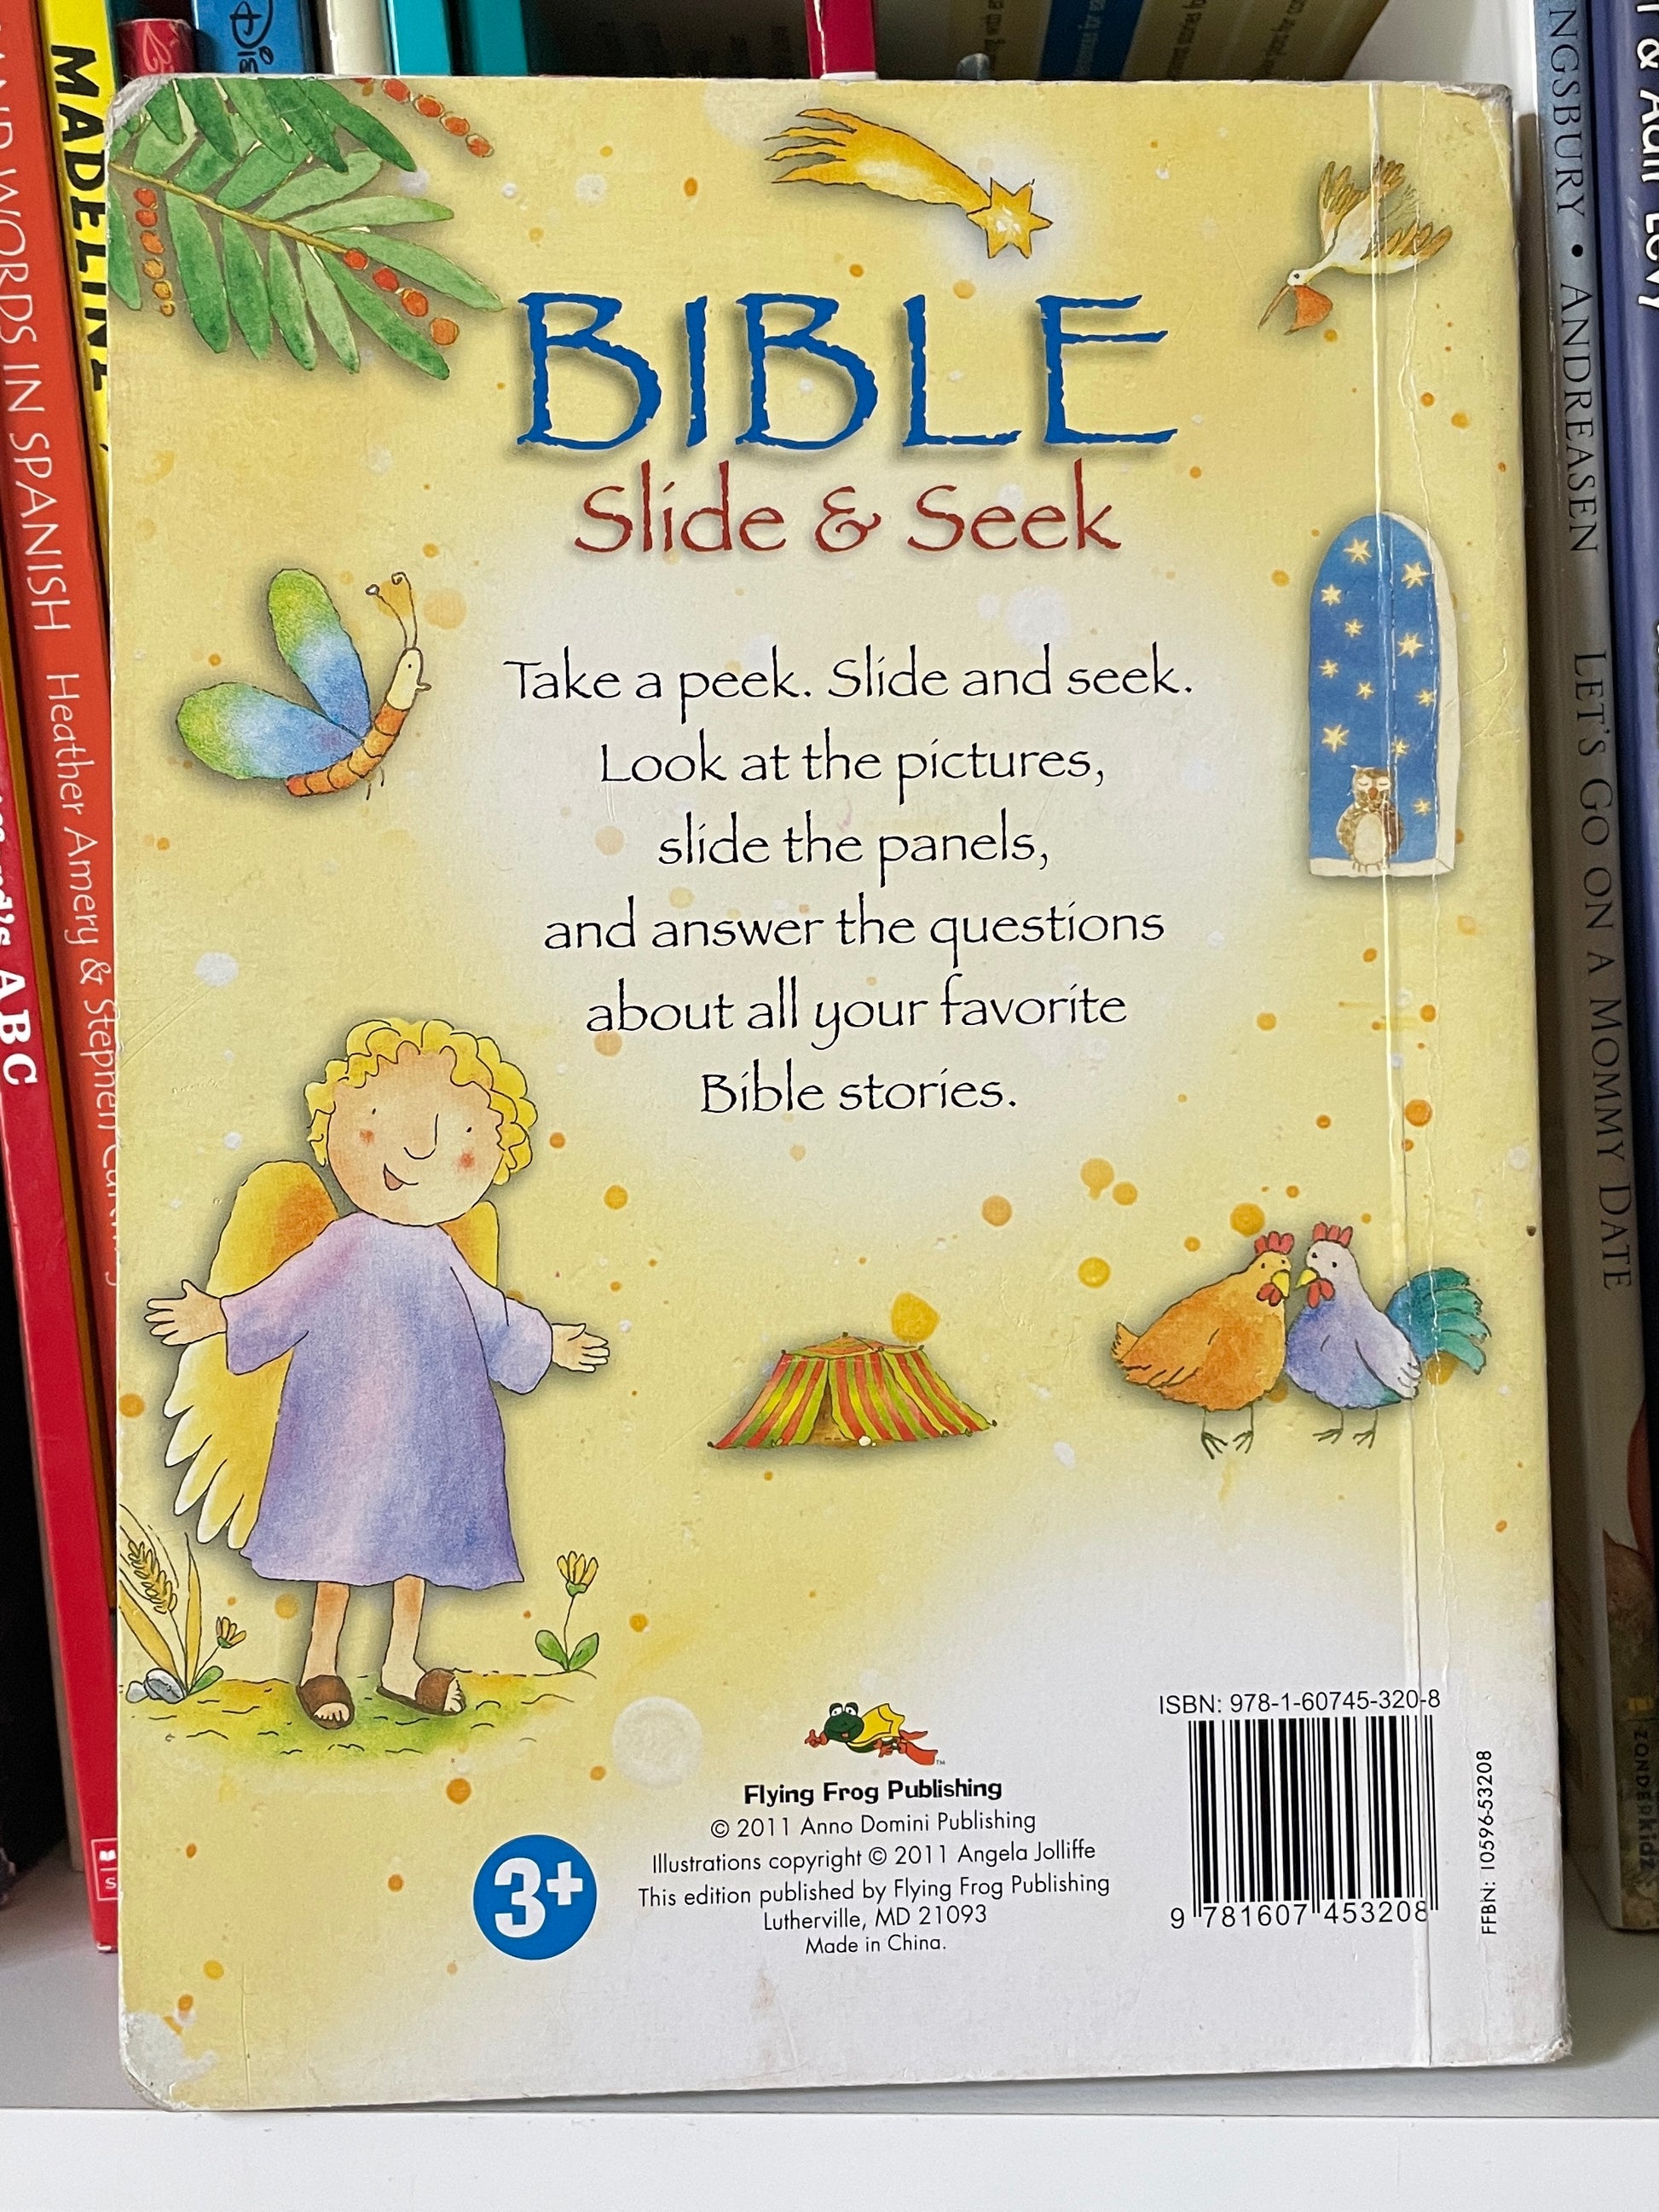 BIBLE
Slide & Seek
Take a peek. Slide and seek.
Look at the pictures,
slide the panels,
and answer the questions
about all your favorite
Bible stories.
Flying Frog Publishing
© 2011 Anno Domini Publishing
Illustrations copyright © 2011 Angela Jolliffe
This edition published by Flying Frog Publishing
Lutherville, MD 21093
Made in China.
3+
ISBN: 978-1-60745-320-8
9 781607 453208
FFBN: 10596-53208
WORDS IN SPANISH Heather Amery & Stephen
MADELINE
ABC
INGSBURY • ANDREASEN LET'S GO ON A MOMMY DATE
ZONDERkidz